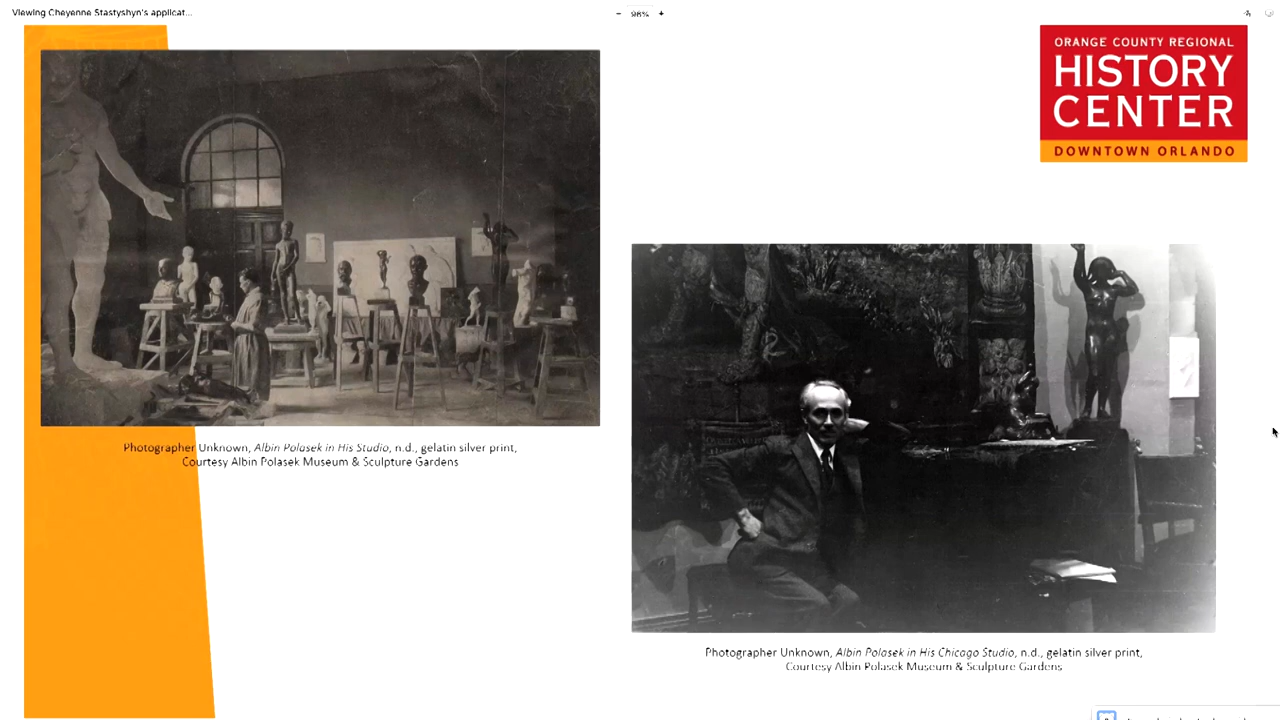 Viewing Cheyenne Stastyshyn's applicat...
− 96% +
ORANGE COUNTY REGIONAL
HISTORY
CENTER
DOWNTOWN ORLANDO
Photographer Unknown, Albin Polasek in His Studio, n.d., gelatin silver print,
Courtesy Albin Polasek Museum & Sculpture Gardens
Photographer Unknown, Albin Polasek in His Chicago Studio, n.d., gelatin silver print,
Courtesy Albin Polasek Museum & Sculpture Gardens